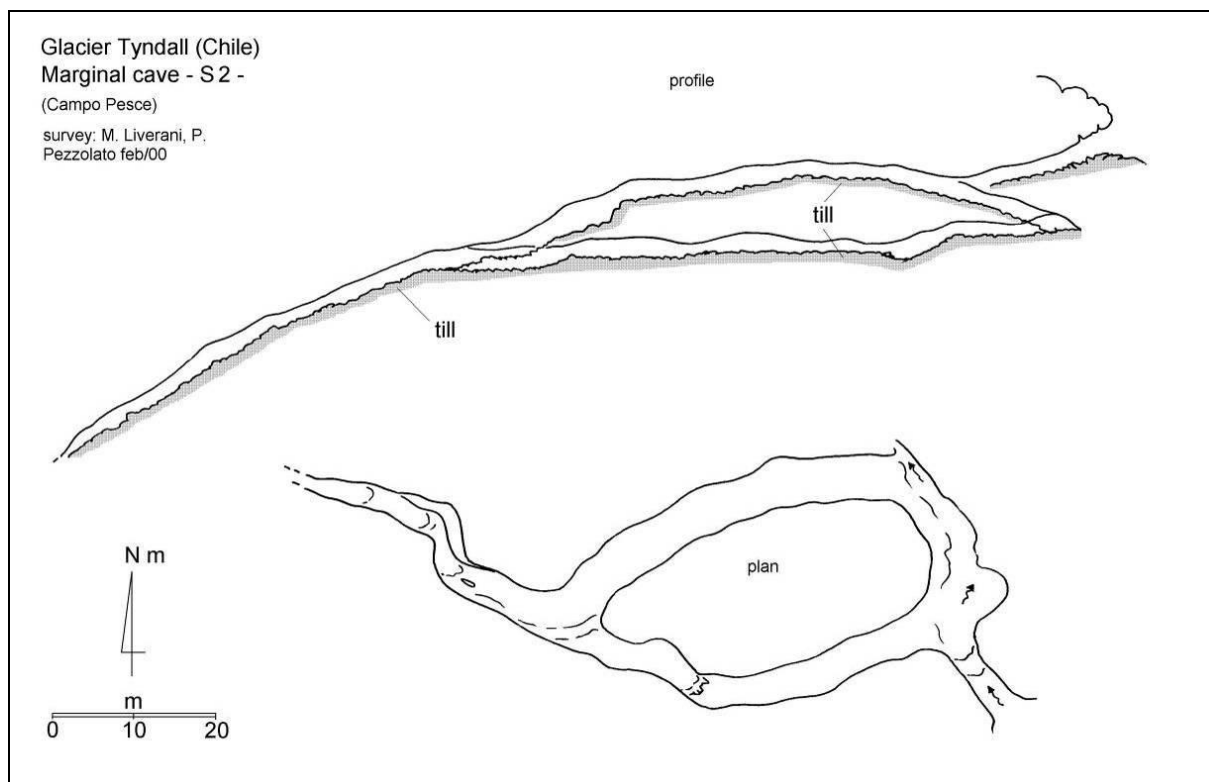 Glacier Tyndall (Chile)
Marginal cave - S 2 -
(Campo Pesce)
survey: M. Liverani, P.
Pezzolato feb/00
profile
till
till
plan
N m
m
0 10 20